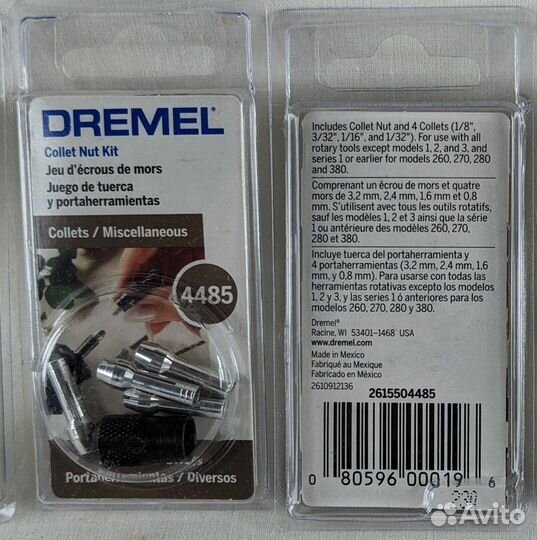 DREMEL
Collet Nut Kit
Jeu d'écrous de mors
Juego de tuerca
y portaherramientas
Collets / Miscellaneous
4485
Portaherramientas / Diversos
Includes Collet Nut and 4 Collets (1/8",
3/32", 1/16", and 1/32"). For use with all
rotary tools except models 1, 2, and 3, and
series 1 or earlier for models 260, 270, 280
and 380.
Comprenant un écrou de mors et quatre
mors de 3,2 mm, 2,4 mm, 1,6 mm et 0,8
mm. S'utilisent avec tous les outils rotatifs,
sauf les modèles 1, 2 et 3 ainsi que la série
1 ou antérieure des modèles 260, 270,
280 et 380.
Incluye tuerca del portaherramienta y
4 portaherramientas (3,2 mm, 2,4 mm, 1,6
mm, y 0,8 mm). Para usarse con todas las
herramientas rotativas excepto los modelos
1, 2 y 3, y las series 1 ó anteriores para los
modelos 260, 270, 280 y 380.
Dremel®
Racine, WI 53401-1468 USA
www.dremel.com
Made in Mexico
Fabriqué au Mexique
Fabricado en México
2610912136
2615504485
0 80596 00019 6
230
Avito